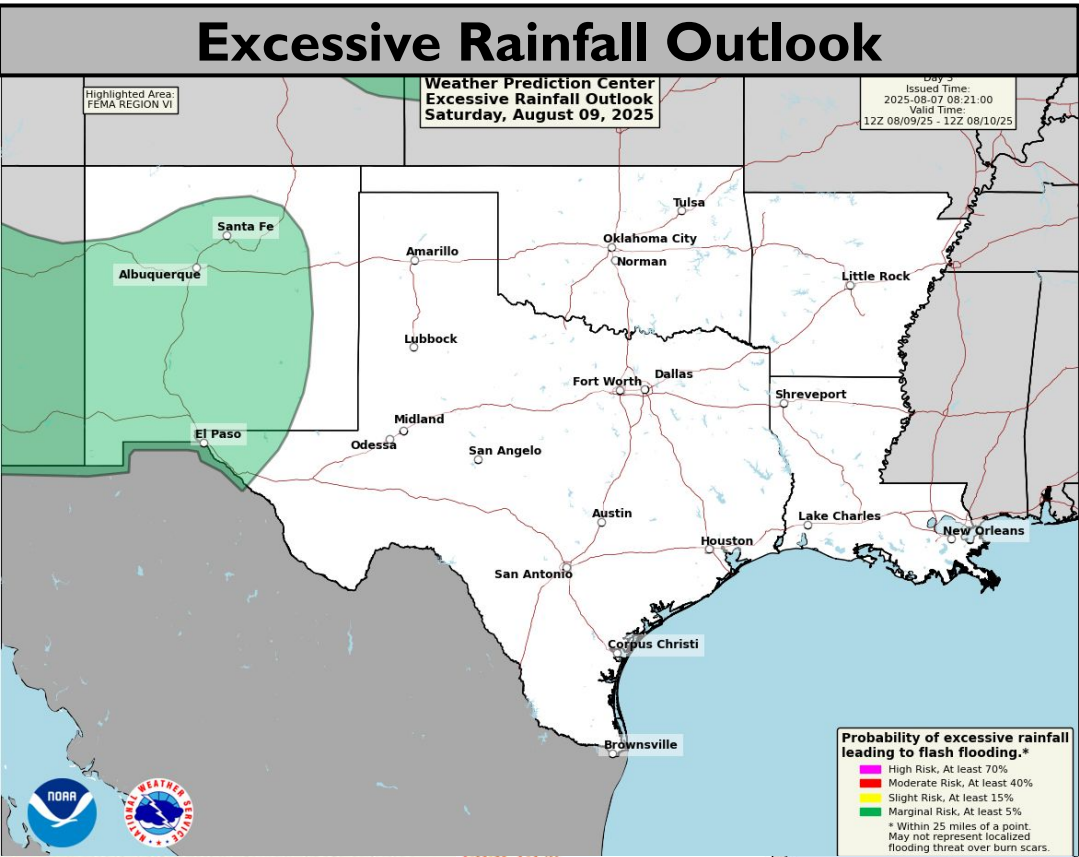 Excessive Rainfall Outlook
Highlighted Area:
FEMA REGION VI
Weather Prediction Center
Excessive Rainfall Outlook
Saturday, August 09, 2025
Day 3
Issued Time:
2025-08-07 08:21:00
Valid Time:
12Z 08/09/25 - 12Z 08/10/25
Tulsa
Santa Fe
Oklahoma City
Amarillo
Norman
Albuquerque
Little Rock
Lubbock
Dallas
Fort Worth
Shreveport
Midland
El Paso
Odessa
San Angelo
Austin
Lake Charles
New Orleans
Houston
San Antonio
Corpus Christi
Brownsville
Probability of excessive rainfall
leading to flash flooding.*
High Risk, At least 70%
Moderate Risk, At least 40%
Slight Risk, At least 15%
Marginal Risk, At least 5%
* Within 25 miles of a point.
May not represent localized
flooding threat over burn scars.
NOAA
NATIONAL WEATHER SERVICE